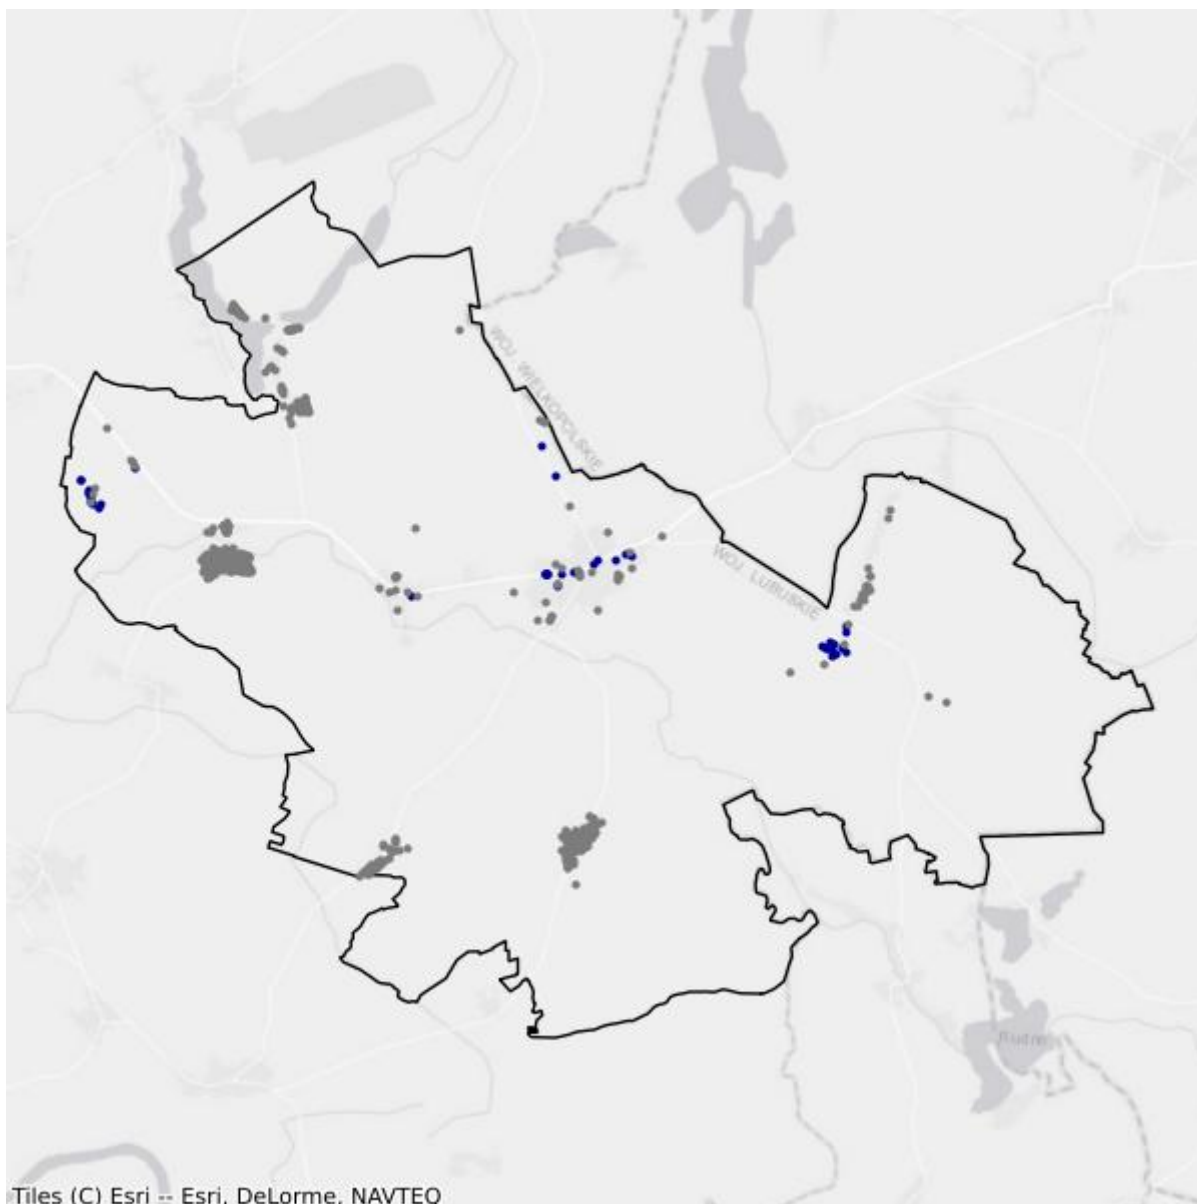 WOJ. WIELKOPOLSKIE
WOJ. LUBUSKIE
Tiles (C) Esri -- Esri, DeLorme, NAVTEQ